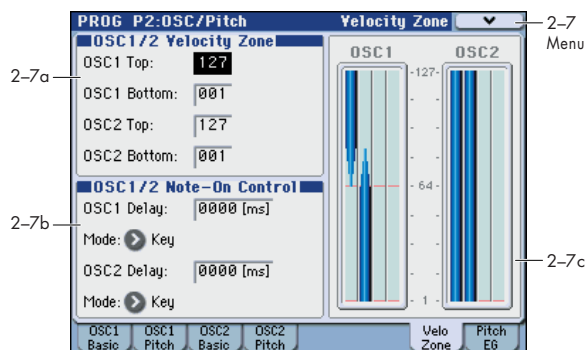 PROG P2:OSC/Pitch Velocity Zone
2–7
Menu
OSC1/2 Velocity Zone
OSC1 Top: 127
OSC1 Bottom: 001
OSC2 Top: 127
OSC2 Bottom: 001
2–7a
OSC1/2 Note-On Control
OSC1 Delay: 0000 [ms]
Mode: Key
OSC2 Delay: 0000 [ms]
Mode: Key
2–7b
OSC1 OSC2
-127-
- 64 -
- 1 -
2–7c
OSC1 Basic
OSC1 Pitch
OSC2 Basic
OSC2 Pitch
Velo Zone
Pitch EG